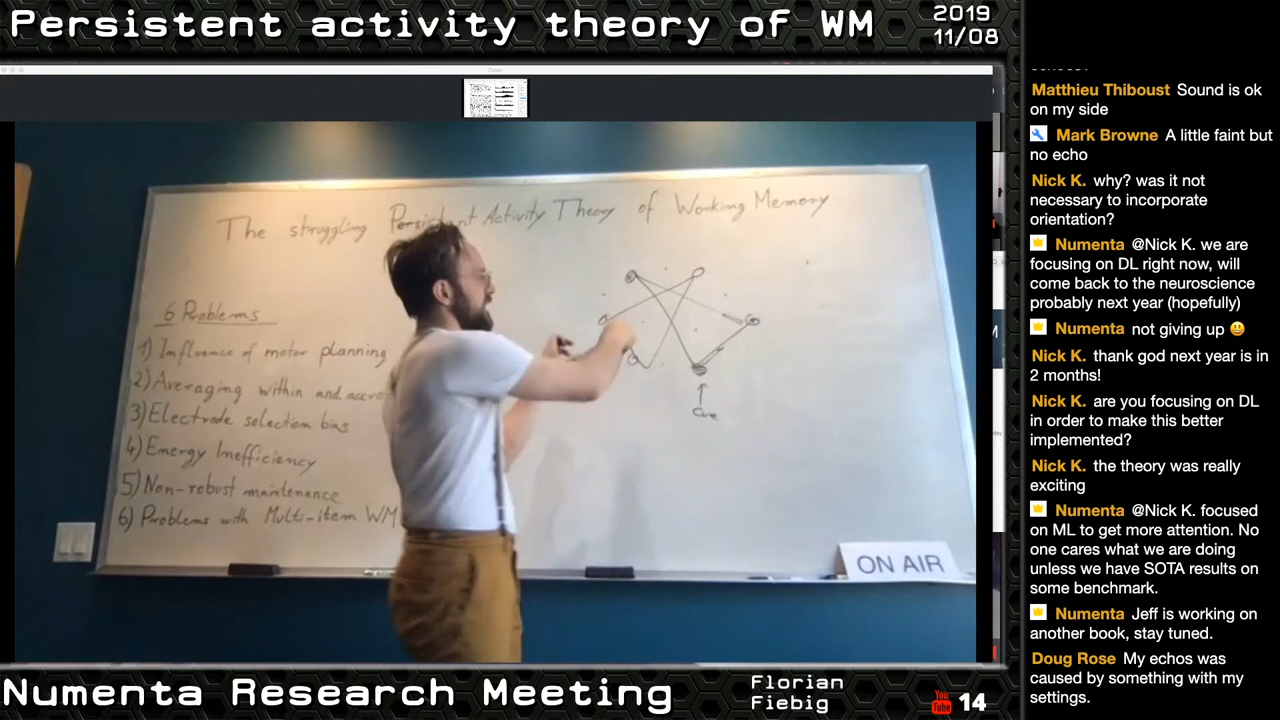 Persistent activity theory of WM
2019
11/08
The struggling Persistent Activity Theory of Working Memory
6 Problems
1) Influence of motor planning
2) Averaging within and
3) Electrode selection bias
4) Energy Inefficiency
5) Non-robust maintenance
6) Problems with Multi-item WM
Cue
ON AIR
Numenta Research Meeting
Florian
Fiebig
YouTube
14
Matthieu Thiboust Sound is ok
on my side
Mark Browne A little faint but
no echo
Nick K. why? was it not
necessary to incorporate
orientation?
Numenta @Nick K. we are
focusing on DL right now, will
come back to the neuroscience
probably next year (hopefully)
Numenta not giving up 😃
Nick K. thank god next year is in
2 months!
Nick K. are you focusing on DL
in order to make this better
implemented?
Nick K. the theory was really
exciting
Numenta @Nick K. focused
on ML to get more attention. No
one cares what we are doing
unless we have SOTA results on
some benchmark.
Numenta Jeff is working on
another book, stay tuned.
Doug Rose My echos was
caused by something with my
settings.